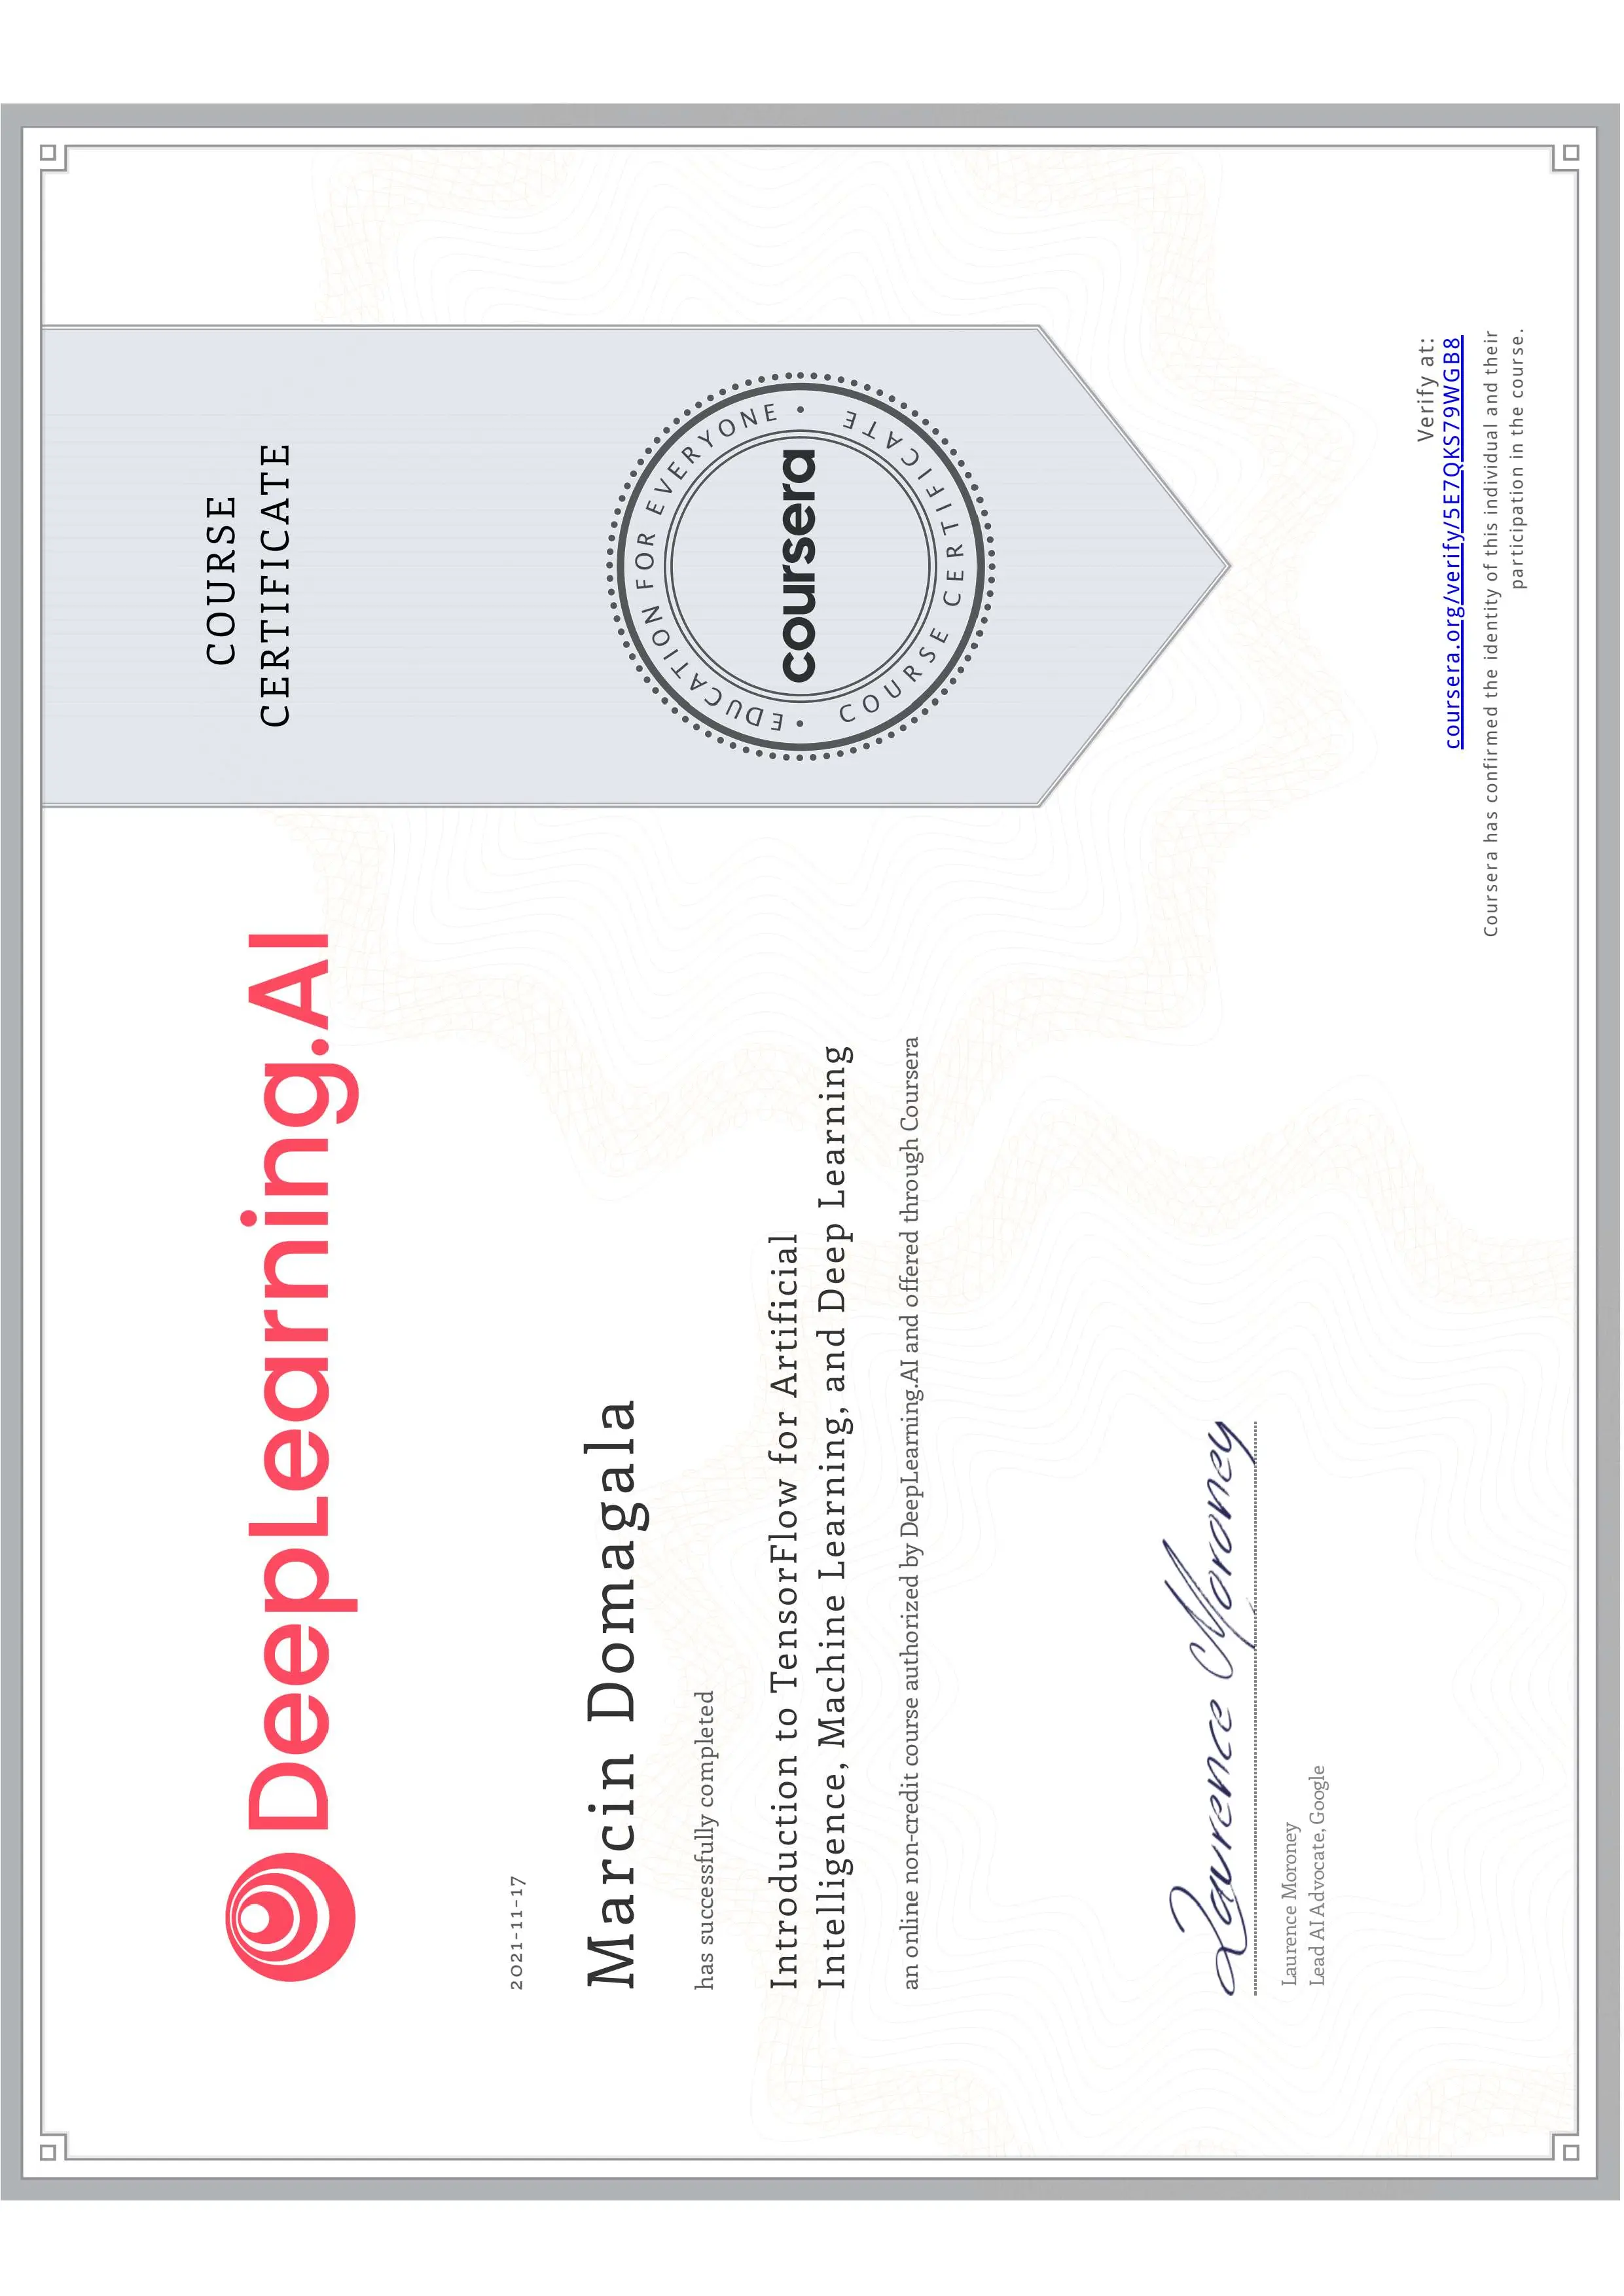 DeepLearning.AI
2021-11-17
Marcin Domagala
has successfully completed
Introduction to TensorFlow for Artificial
Intelligence, Machine Learning, and Deep Learning
an online non-credit course authorized by DeepLearning.AI and offered through Coursera
Laurence Moroney
Laurence Moroney
Lead AI Advocate, Google
COURSE
CERTIFICATE
EDUCATION FOR EVERYONE
coursera
COURSE CERTIFICATE
Verify at:
coursera.org/verify/5E7QKS79WGB8
Coursera has confirmed the identity of this individual and their
participation in the course.